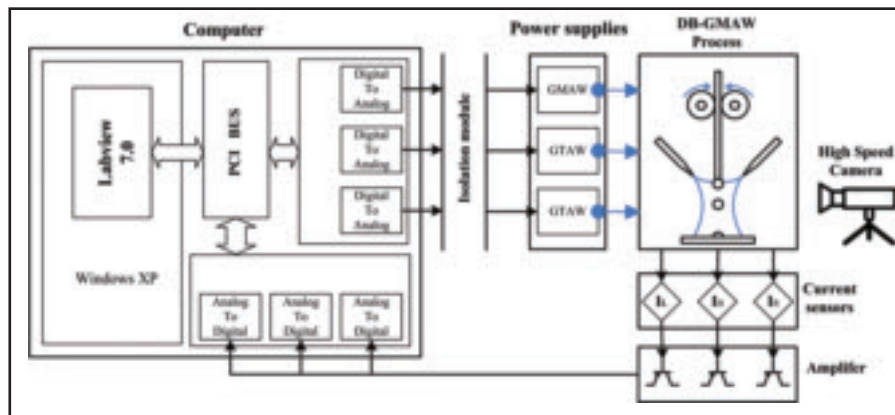 Computer
Power supplies
DB-GMAW
Process
Labview
7.0
PCI BUS
Digital
To
Analog
Digital
To
Analog
Digital
To
Analog
Isolation module
GMAW
GTAW
GTAW
High Speed
Camera
Windows XP
Analog
To
Digital
Analog
To
Digital
Analog
To
Digital
Current
sensors
Amplifer